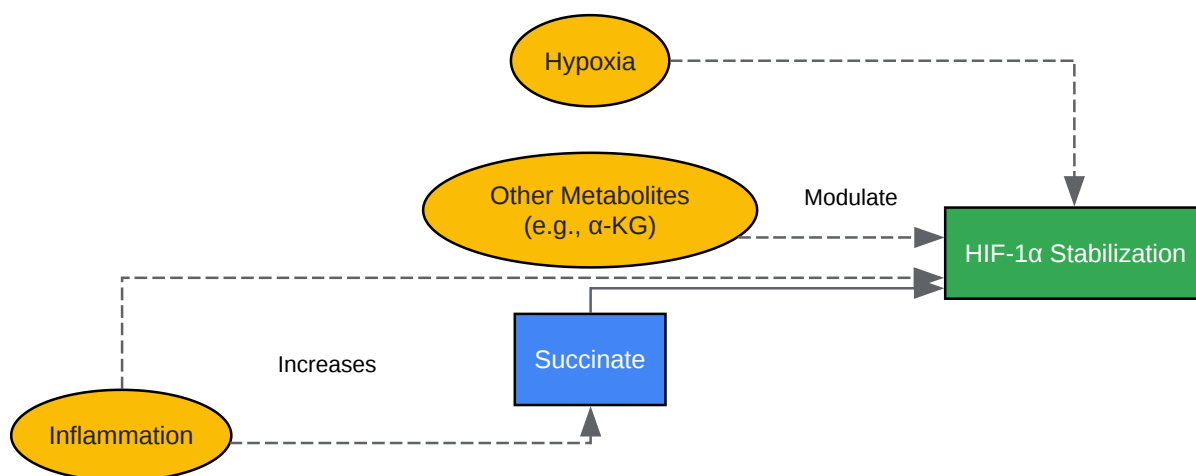 Hypoxia
Other Metabolites
(e.g., α-KG)
Modulate
HIF-1α Stabilization
Increases
Succinate
Inflammation